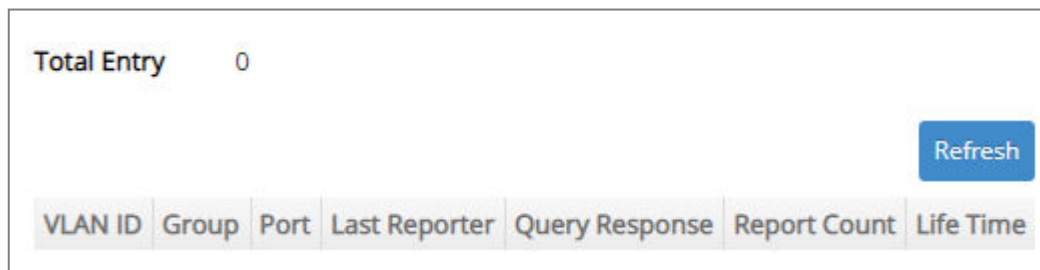 Total Entry 0
Refresh
VLAN ID Group Port Last Reporter Query Response Report Count Life Time